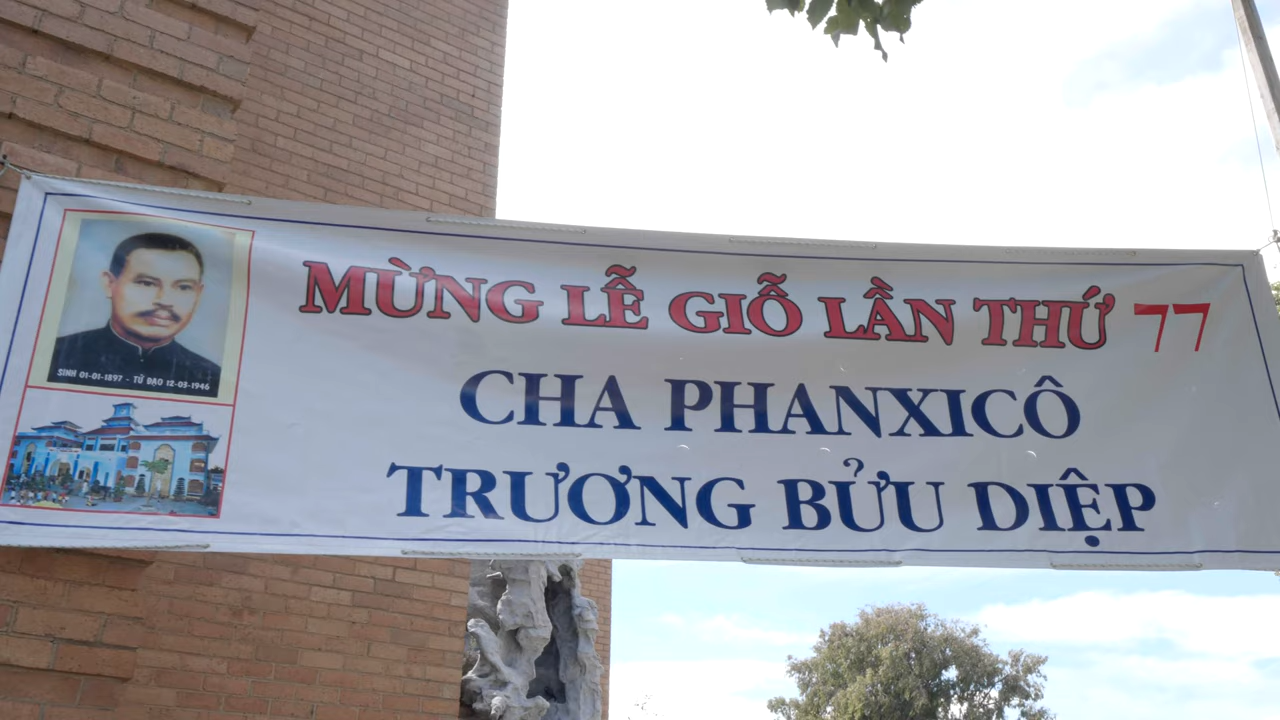 MỪNG LỄ GIỖ LẦN THỨ 77
CHA PHANXICÔ
TRƯƠNG BỬU DIỆP
SINH 01-01-1897 - TỬ ĐẠO 12-03-1946